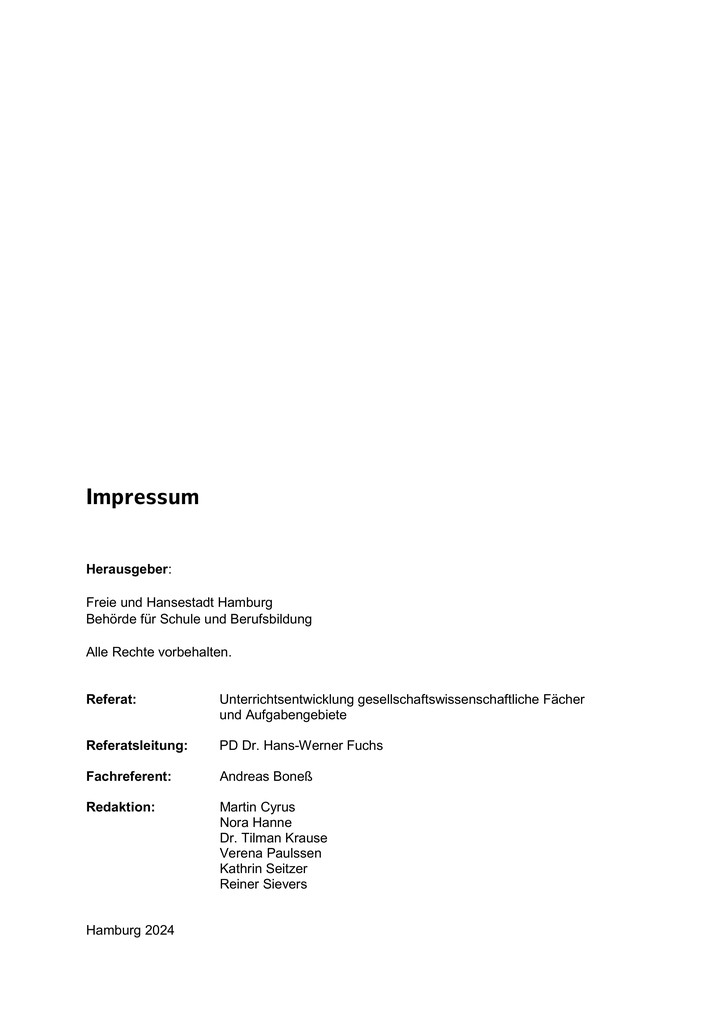 Impressum
Herausgeber:
Freie und Hansestadt Hamburg
Behörde für Schule und Berufsbildung
Alle Rechte vorbehalten.
Referat: Unterrichtsentwicklung gesellschaftswissenschaftliche Fächer
und Aufgabengebiete
Referatsleitung: PD Dr. Hans-Werner Fuchs
Fachreferent: Andreas Boneß
Redaktion: Martin Cyrus
Nora Hanne
Dr. Tilman Krause
Verena Paulssen
Kathrin Seitzer
Reiner Sievers
Hamburg 2024